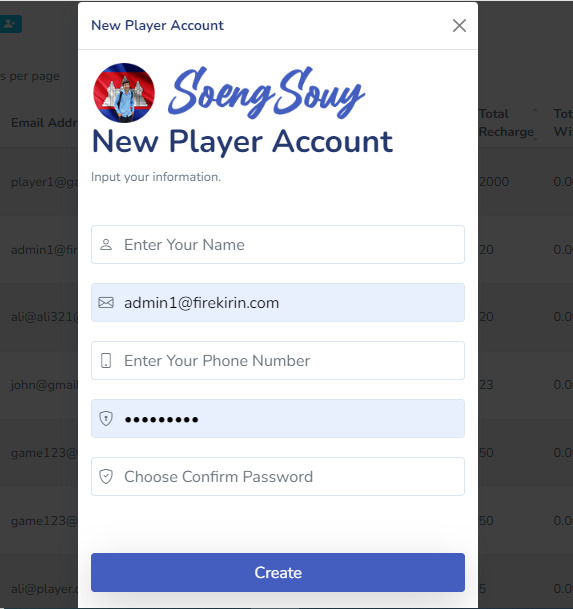 New Player Account
SoengSouy
New Player Account
Input your information.
Enter Your Name
admin1@firekirin.com
Enter Your Phone Number
•••••••••
Choose Confirm Password
Create
s per page
Email Addr
Total Recharge
Tot
Wi
player1@ga
2000
0.0
admin1@fir
20
0.0
ali@ali321@
20
0.0
john@gmai
23
0.0
game123@
50
0.0
game123@
50
0.0
ali@player.c
5
0.0